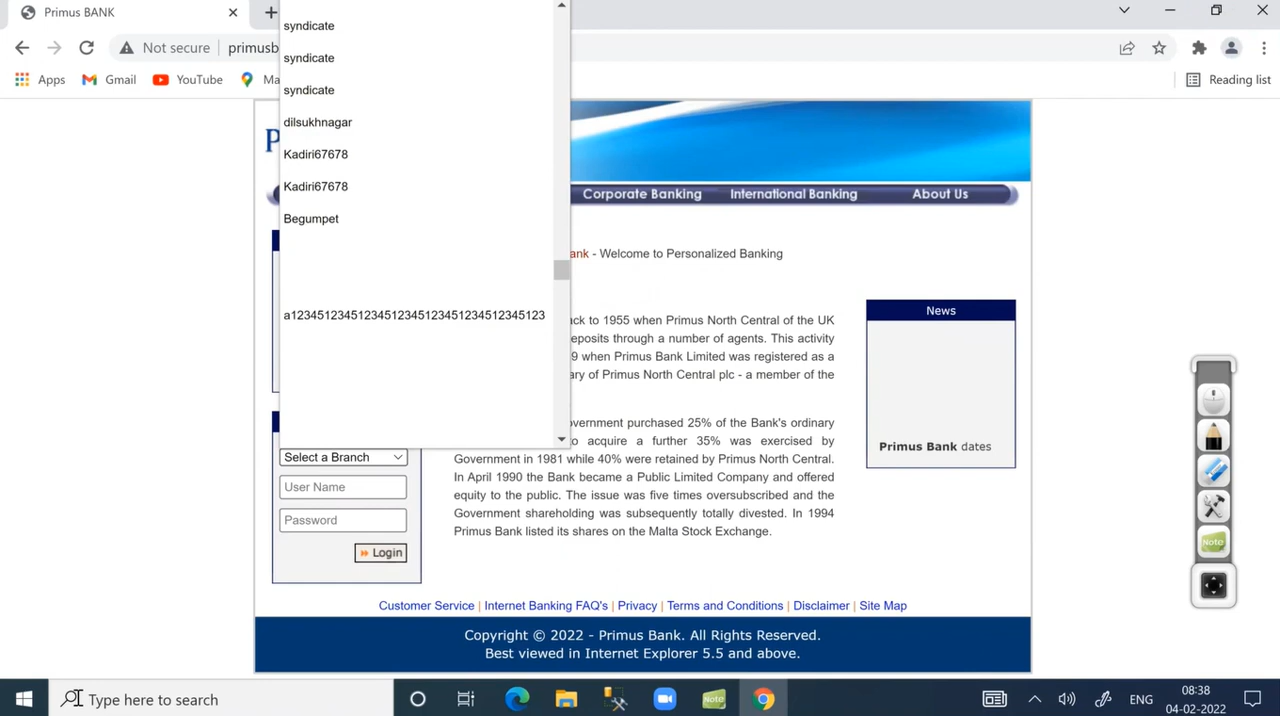 Primus BANK
Not secure
primusb
Apps
Gmail
YouTube
Ma
Reading list
syndicate
syndicate
syndicate
dilsukhnagar
Kadiri67678
Kadiri67678
Begumpet
a12345123451234512345123451234512345123
P
Corporate Banking
International Banking
About Us
ank - Welcome to Personalized Banking
ck to 1955 when Primus North Central of the UK
eposits through a number of agents. This activity
9 when Primus Bank Limited was registered as a
ary of Primus North Central plc - a member of the
overnment purchased 25% of the Bank's ordinary
to acquire a further 35% was exercised by
Government in 1981 while 40% were retained by Primus North Central.
In April 1990 the Bank became a Public Limited Company and offered
equity to the public. The issue was five times oversubscribed and the
Government shareholding was subsequently totally divested. In 1994
Primus Bank listed its shares on the Malta Stock Exchange.
News
Primus Bank dates
Select a Branch
User Name
Password
Login
Customer Service | Internet Banking FAQ's | Privacy | Terms and Conditions | Disclaimer | Site Map
Copyright © 2022 - Primus Bank. All Rights Reserved.
Best viewed in Internet Explorer 5.5 and above.
Note
Type here to search
Note
ENG
08:38
04-02-2022